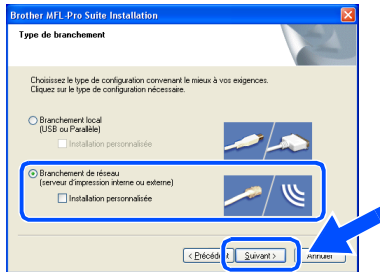 Brother MFL-Pro Suite Installation
Type de branchement
Choisissez le type de configuration convenant le mieux à vos exigences.
Cliquez sur le type de configuration nécessaire.
Branchement local
(USB ou Parallèle)
Installation personnalisée
Branchement de réseau
(serveur d'impression interne ou externe)
Installation personnalisée
< Précédent Suivant > Annuler